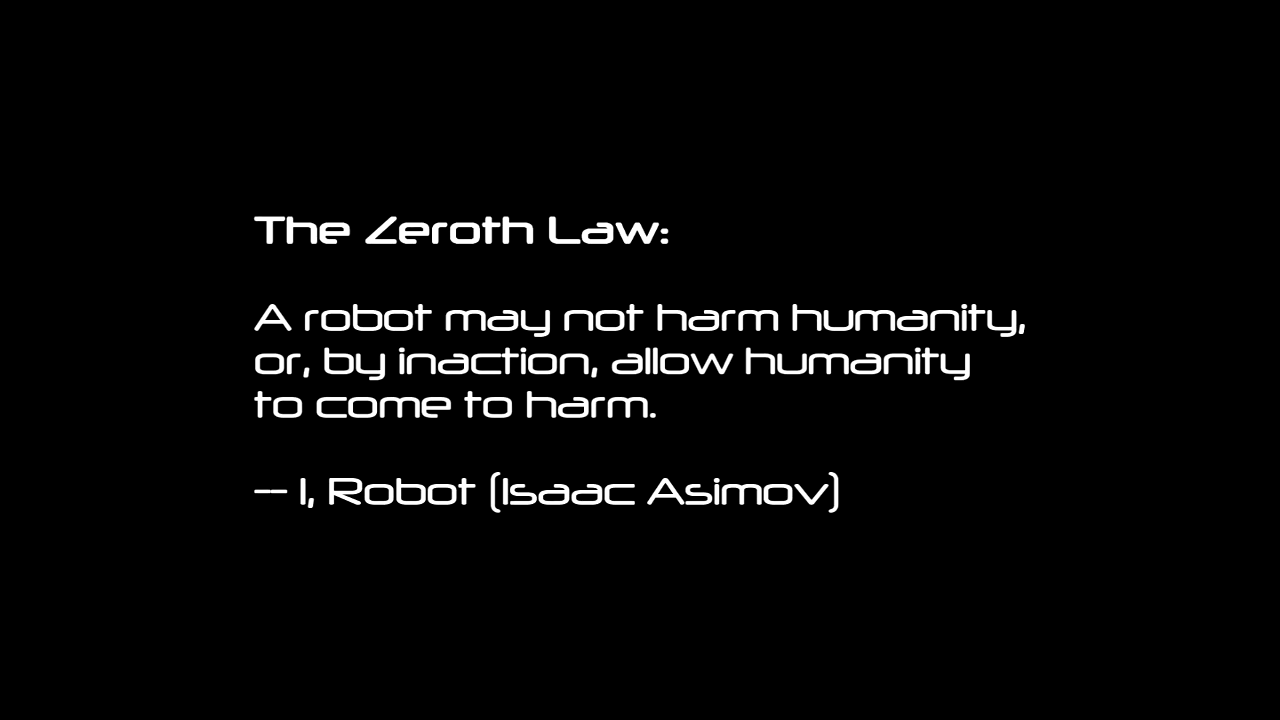 The Zeroth Law:
A robot may not harm humanity,
or, by inaction, allow humanity
to come to harm.
-- I, Robot (Isaac Asimov)